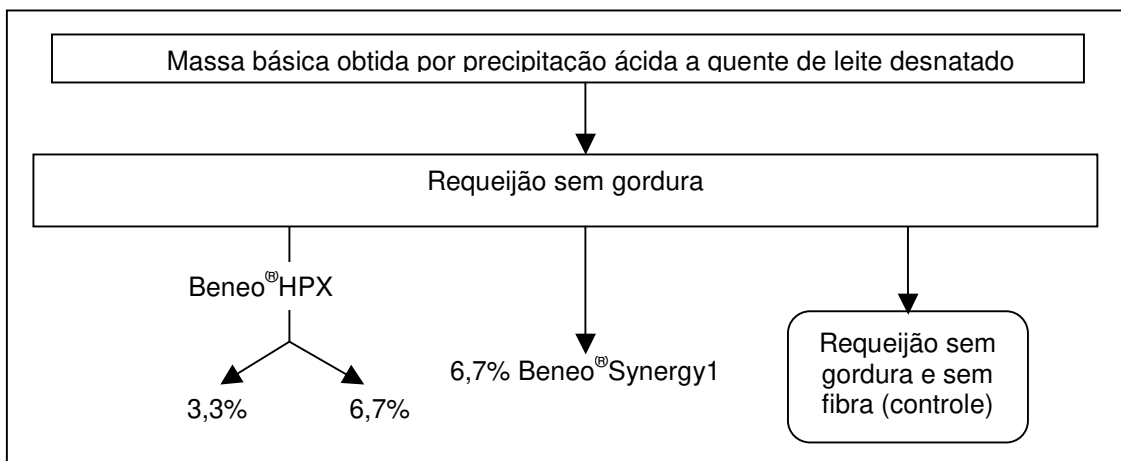 Massa básica obtida por precipitação ácida a quente de leite desnatado
Requeijão sem gordura
Beneo®HPX
3,3%
6,7%
6,7% Beneo®Synergy1
Requeijão sem
gordura e sem
fibra (controle)